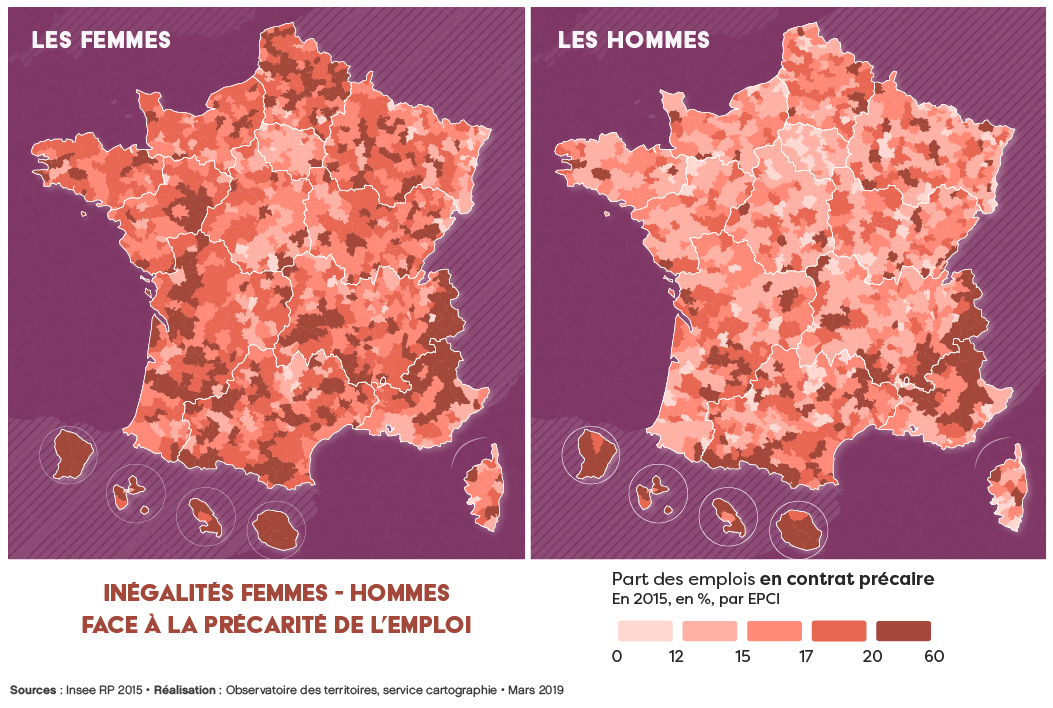 LES FEMMES
LES HOMMES
INÉGALITÉS FEMMES - HOMMES
FACE À LA PRÉCARITÉ DE L'EMPLOI
Part des emplois en contrat précaire
En 2015, en %, par EPCI
0 12 15 17 20 60
Sources : Insee RP 2015 • Réalisation : Observatoire des territoires, service cartographie • Mars 2019